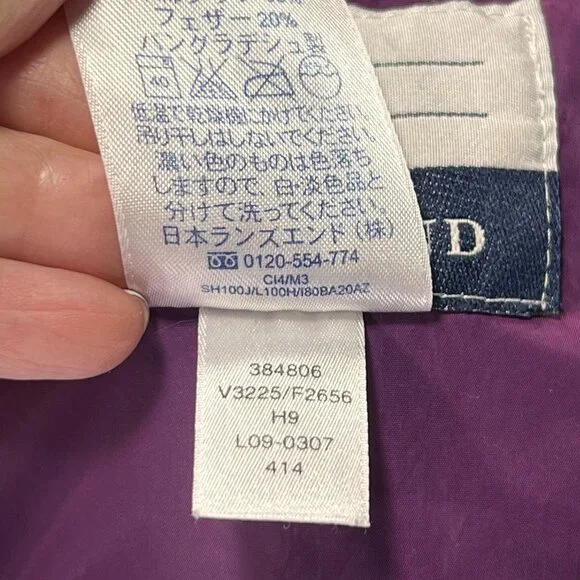 フェザー 20%
バングラデシュ製
低温で乾燥機にかけてください。
吊り干しはしないでください。
濃い色のものは色落ち
しますので、白・淡色品と
分けて洗ってください。
日本ランズエンド(株)
0120-554-774
CI4/M3
SH100J/L100H/I80BA20AZ
ND
384806
V3225/F2656
H9
L09-0307
414